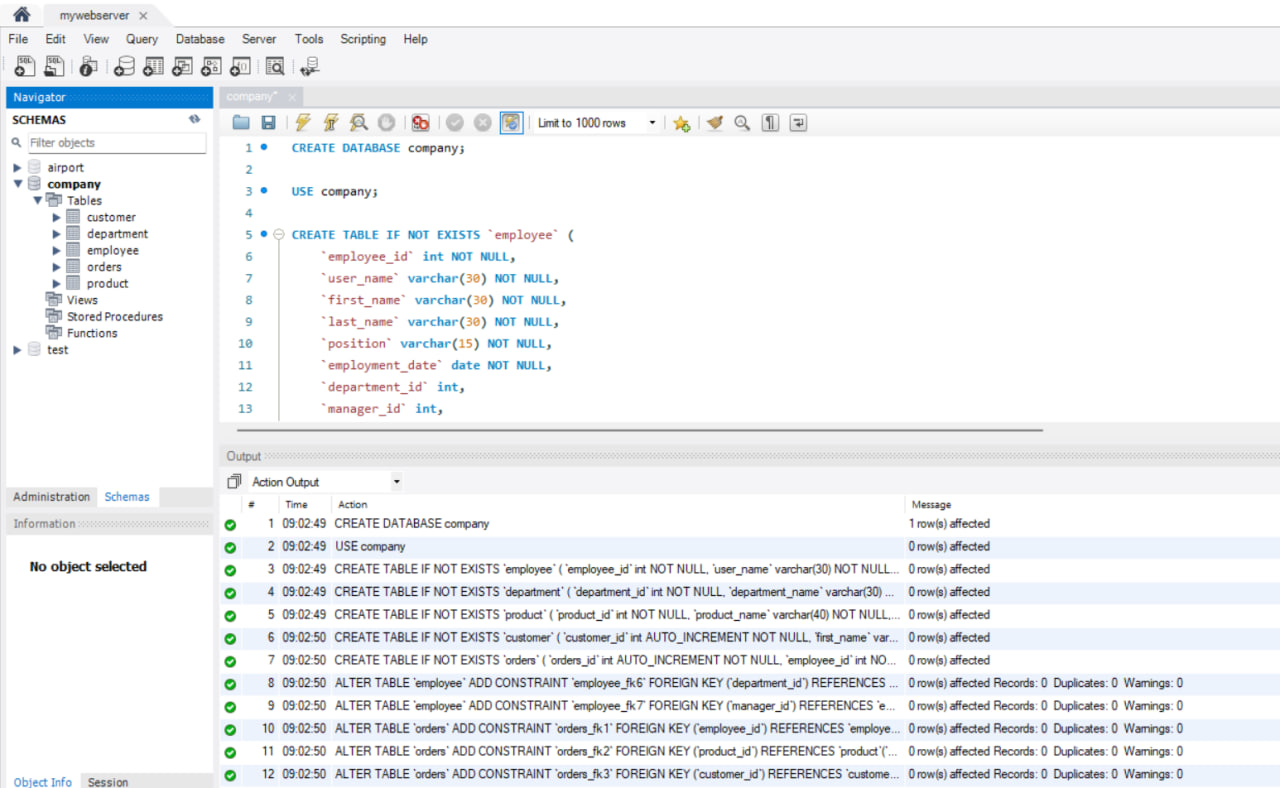 mywebserver
File Edit View Query Database Server Tools Scripting Help
Navigator
SCHEMAS
Filter objects
airport
company
Tables
customer
department
employee
orders
product
Views
Stored Procedures
Functions
test
Administration Schemas
Information
No object selected
Object Info Session
company*
Limit to 1000 rows
1 CREATE DATABASE company;
2
3 USE company;
4
5 CREATE TABLE IF NOT EXISTS `employee` (
6 `employee_id` int NOT NULL,
7 `user_name` varchar(30) NOT NULL,
8 `first_name` varchar(30) NOT NULL,
9 `last_name` varchar(30) NOT NULL,
10 `position` varchar(15) NOT NULL,
11 `employment_date` date NOT NULL,
12 `department_id` int,
13 `manager_id` int,
Output
Action Output
# Time Action Message
1 09:02:49 CREATE DATABASE company 1 row(s) affected
2 09:02:49 USE company 0 row(s) affected
3 09:02:49 CREATE TABLE IF NOT EXISTS `employee` ( `employee_id` int NOT NULL, `user_name` varchar(30) NOT NULL... 0 row(s) affected
4 09:02:49 CREATE TABLE IF NOT EXISTS `department` ( `department_id` int NOT NULL, `department_name` varchar(30) ... 0 row(s) affected
5 09:02:49 CREATE TABLE IF NOT EXISTS `product` ( `product_id` int NOT NULL, `product_name` varchar(40) NOT NULL,... 0 row(s) affected
6 09:02:50 CREATE TABLE IF NOT EXISTS `customer` ( `customer_id` int AUTO_INCREMENT NOT NULL, `first_name` var... 0 row(s) affected
7 09:02:50 CREATE TABLE IF NOT EXISTS `orders` ( `orders_id` int AUTO_INCREMENT NOT NULL, `employee_id` int NO... 0 row(s) affected
8 09:02:50 ALTER TABLE `employee` ADD CONSTRAINT `employee_fk6` FOREIGN KEY (`department_id`) REFERENCES ... 0 row(s) affected Records: 0 Duplicates: 0 Warnings: 0
9 09:02:50 ALTER TABLE `employee` ADD CONSTRAINT `employee_fk7` FOREIGN KEY (`manager_id`) REFERENCES `e... 0 row(s) affected Records: 0 Duplicates: 0 Warnings: 0
10 09:02:50 ALTER TABLE `orders` ADD CONSTRAINT `orders_fk1` FOREIGN KEY (`employee_id`) REFERENCES `employe... 0 row(s) affected Records: 0 Duplicates: 0 Warnings: 0
11 09:02:50 ALTER TABLE `orders` ADD CONSTRAINT `orders_fk2` FOREIGN KEY (`product_id`) REFERENCES `product`(`... 0 row(s) affected Records: 0 Duplicates: 0 Warnings: 0
12 09:02:50 ALTER TABLE `orders` ADD CONSTRAINT `orders_fk3` FOREIGN KEY (`customer_id`) REFERENCES `custome... 0 row(s) affected Records: 0 Duplicates: 0 Warnings: 0